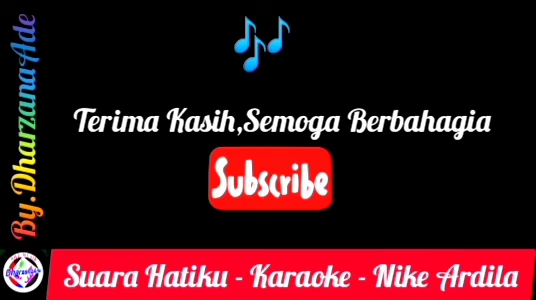 By.DharzanaAde
Terima Kasih,Semoga Berbahagia
Subscribe
Suara Hatiku - Karaoke - Nike Ardila